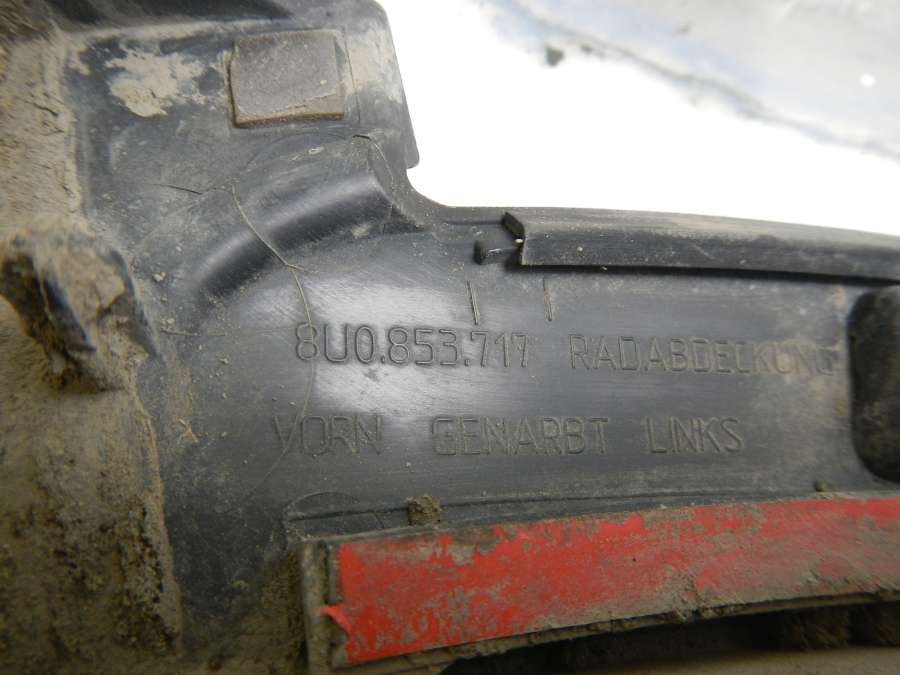 8U0.853.717 RADABDECKUNG
VORN GENARBT LINKS